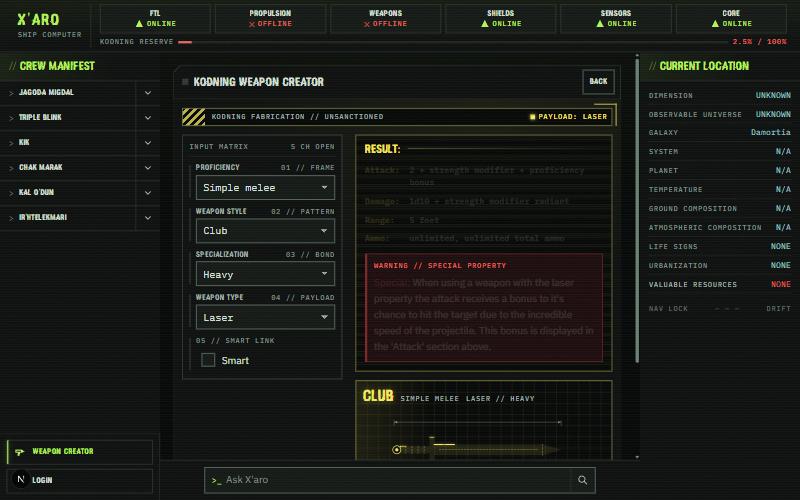 X'ARO
SHIP COMPUTER
FTL
ONLINE
PROPULSION
OFFLINE
WEAPONS
OFFLINE
SHIELDS
ONLINE
SENSORS
ONLINE
CORE
ONLINE
KODNING RESERVE
2.5% / 100%
// CREW MANIFEST
> JAGODA MIGDAL
> TRIPLE BLINK
> KIK
> CHAK MARAK
> KAL O'DUN
> IR'NTELEKMARI
WEAPON CREATOR
N LOGIN
KODNING WEAPON CREATOR
BACK
KODNING FABRICATION // UNSANCTIONED
PAYLOAD: LASER
INPUT MATRIX 5 CH OPEN
PROFICIENCY 01 // FRAME
Simple melee
WEAPON STYLE 02 // PATTERN
Club
SPECIALIZATION 03 // BOND
Heavy
WEAPON TYPE 04 // PAYLOAD
Laser
05 // SMART LINK
Smart
RESULT:
Attack: 2 + strength modifier + proficiency
bonus
Damage: 1d10 + strength modifier radiant
Range: 5 feet
Ammo: unlimited, unlimited total ammo
WARNING // SPECIAL PROPERTY
Special: When using a weapon with the laser
property the attack receives a bonus to it's
chance to hit the target due to the incredible
speed of the projectile. This bonus is displayed in
the 'Attack' section above.
CLUB SIMPLE MELEE LASER // HEAVY
>_ Ask X'aro
// CURRENT LOCATION
DIMENSION UNKNOWN
OBSERVABLE UNIVERSE UNKNOWN
GALAXY Damortia
SYSTEM N/A
PLANET N/A
TEMPERATURE N/A
GROUND COMPOSITION N/A
ATMOSPHERIC COMPOSITION N/A
LIFE SIGNS NONE
URBANIZATION NONE
VALUABLE RESOURCES NONE
NAV LOCK - - - DRIFT